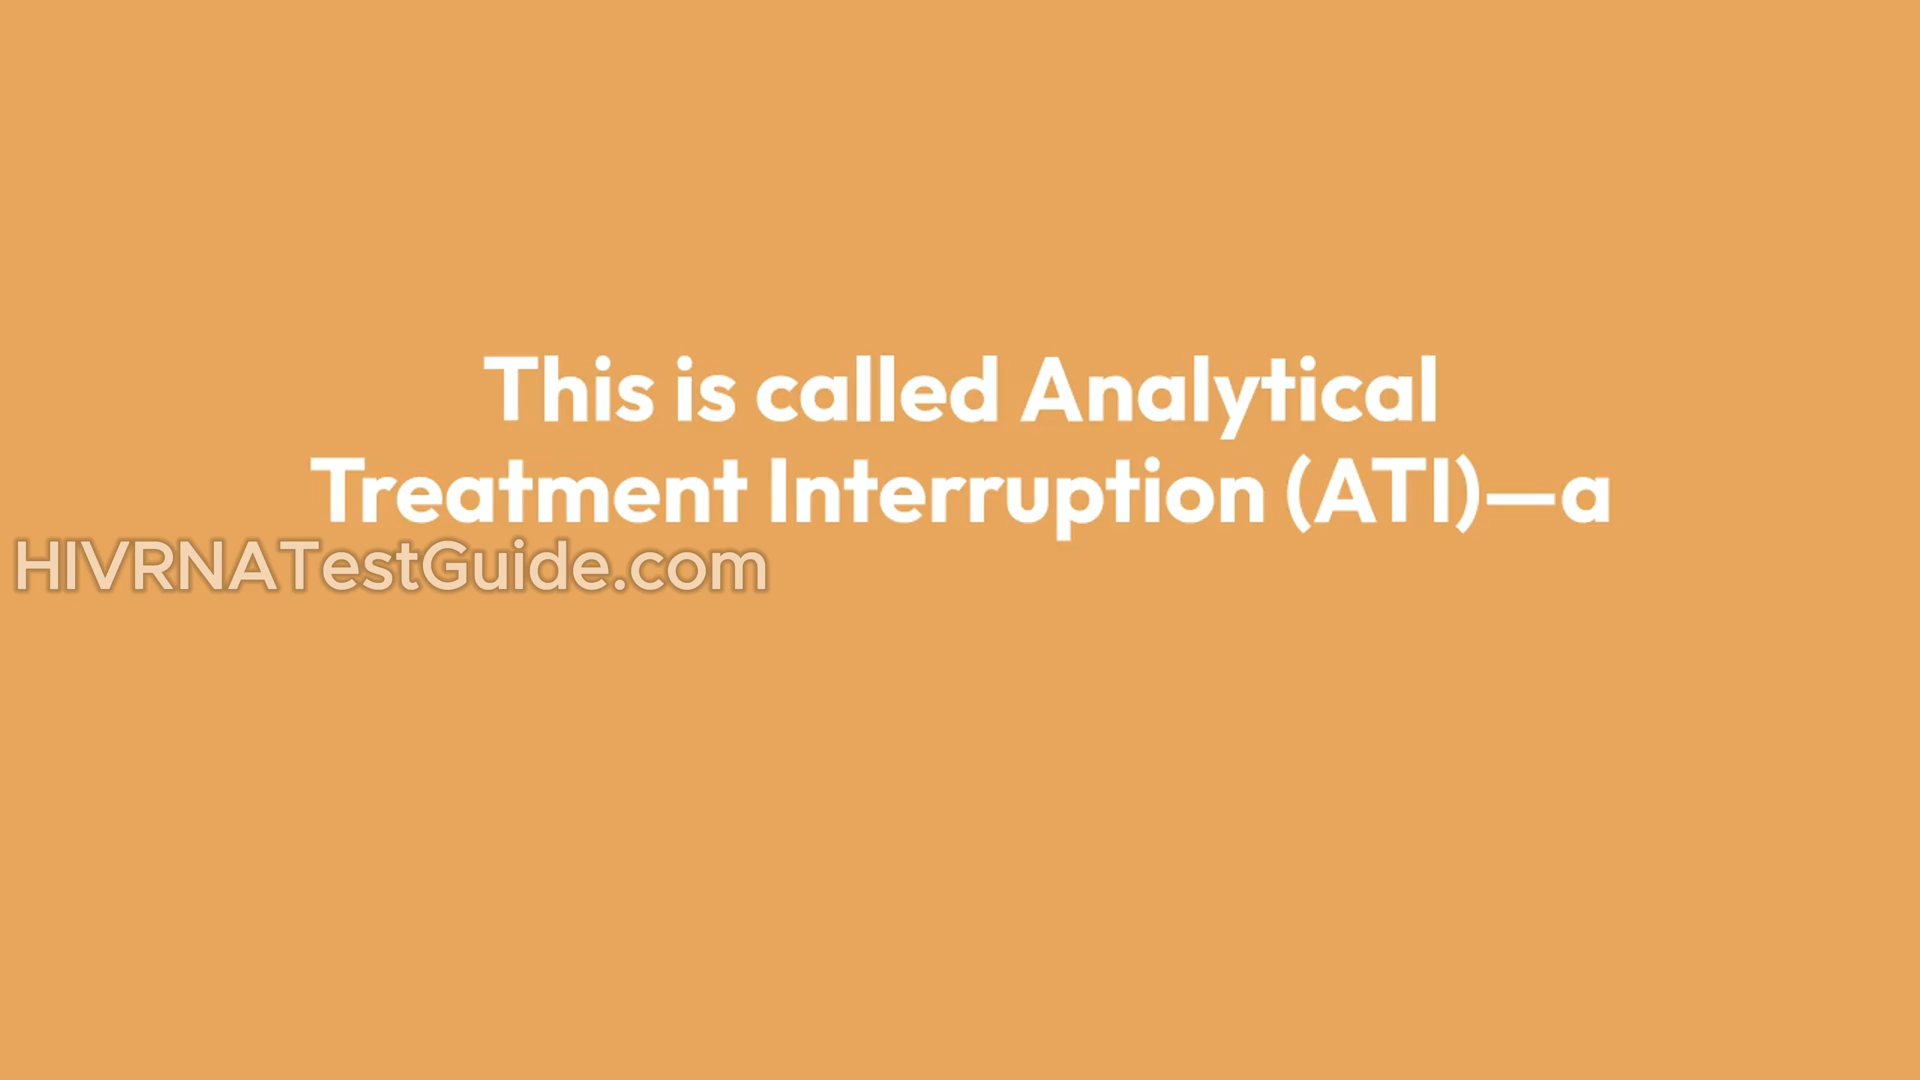 This is called Analytical
Treatment Interruption (ATI)—a
HIVRNATestGuide.com